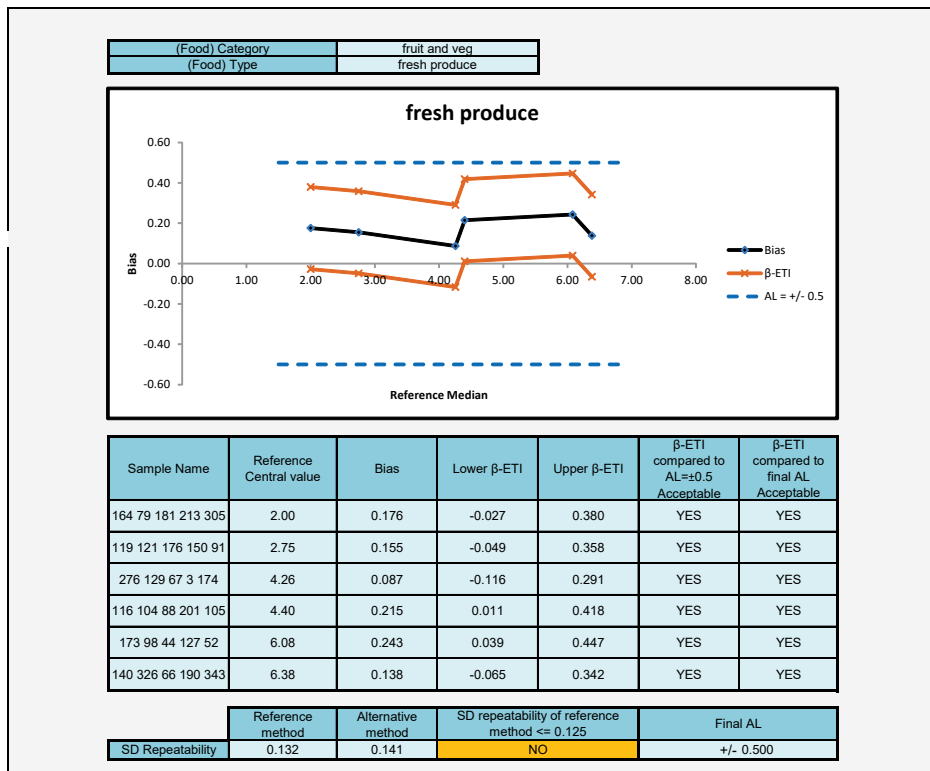 (Food) Category fruit and veg
(Food) Type fresh produce
fresh produce
0.60
0.40
0.20
0.00
-0.20
-0.40
-0.60
0.00 1.00 2.00 3.00 4.00 5.00 6.00 7.00 8.00
Bias
Reference Median
Bias
β-ETI
AL = +/- 0.5
Sample Name Reference Central value Bias Lower β-ETI Upper β-ETI β-ETI compared to AL=±0.5 Acceptable β-ETI compared to final AL Acceptable
164 79 181 213 305 2.00 0.176 -0.027 0.380 YES YES
119 121 176 150 91 2.75 0.155 -0.049 0.358 YES YES
276 129 67 3 174 4.26 0.087 -0.116 0.291 YES YES
116 104 88 201 105 4.40 0.215 0.011 0.418 YES YES
173 98 44 127 52 6.08 0.243 0.039 0.447 YES YES
140 326 66 190 343 6.38 0.138 -0.065 0.342 YES YES
Reference method Alternative method SD repeatability of reference method <= 0.125 Final AL
SD Repeatability 0.132 0.141 NO +/- 0.500